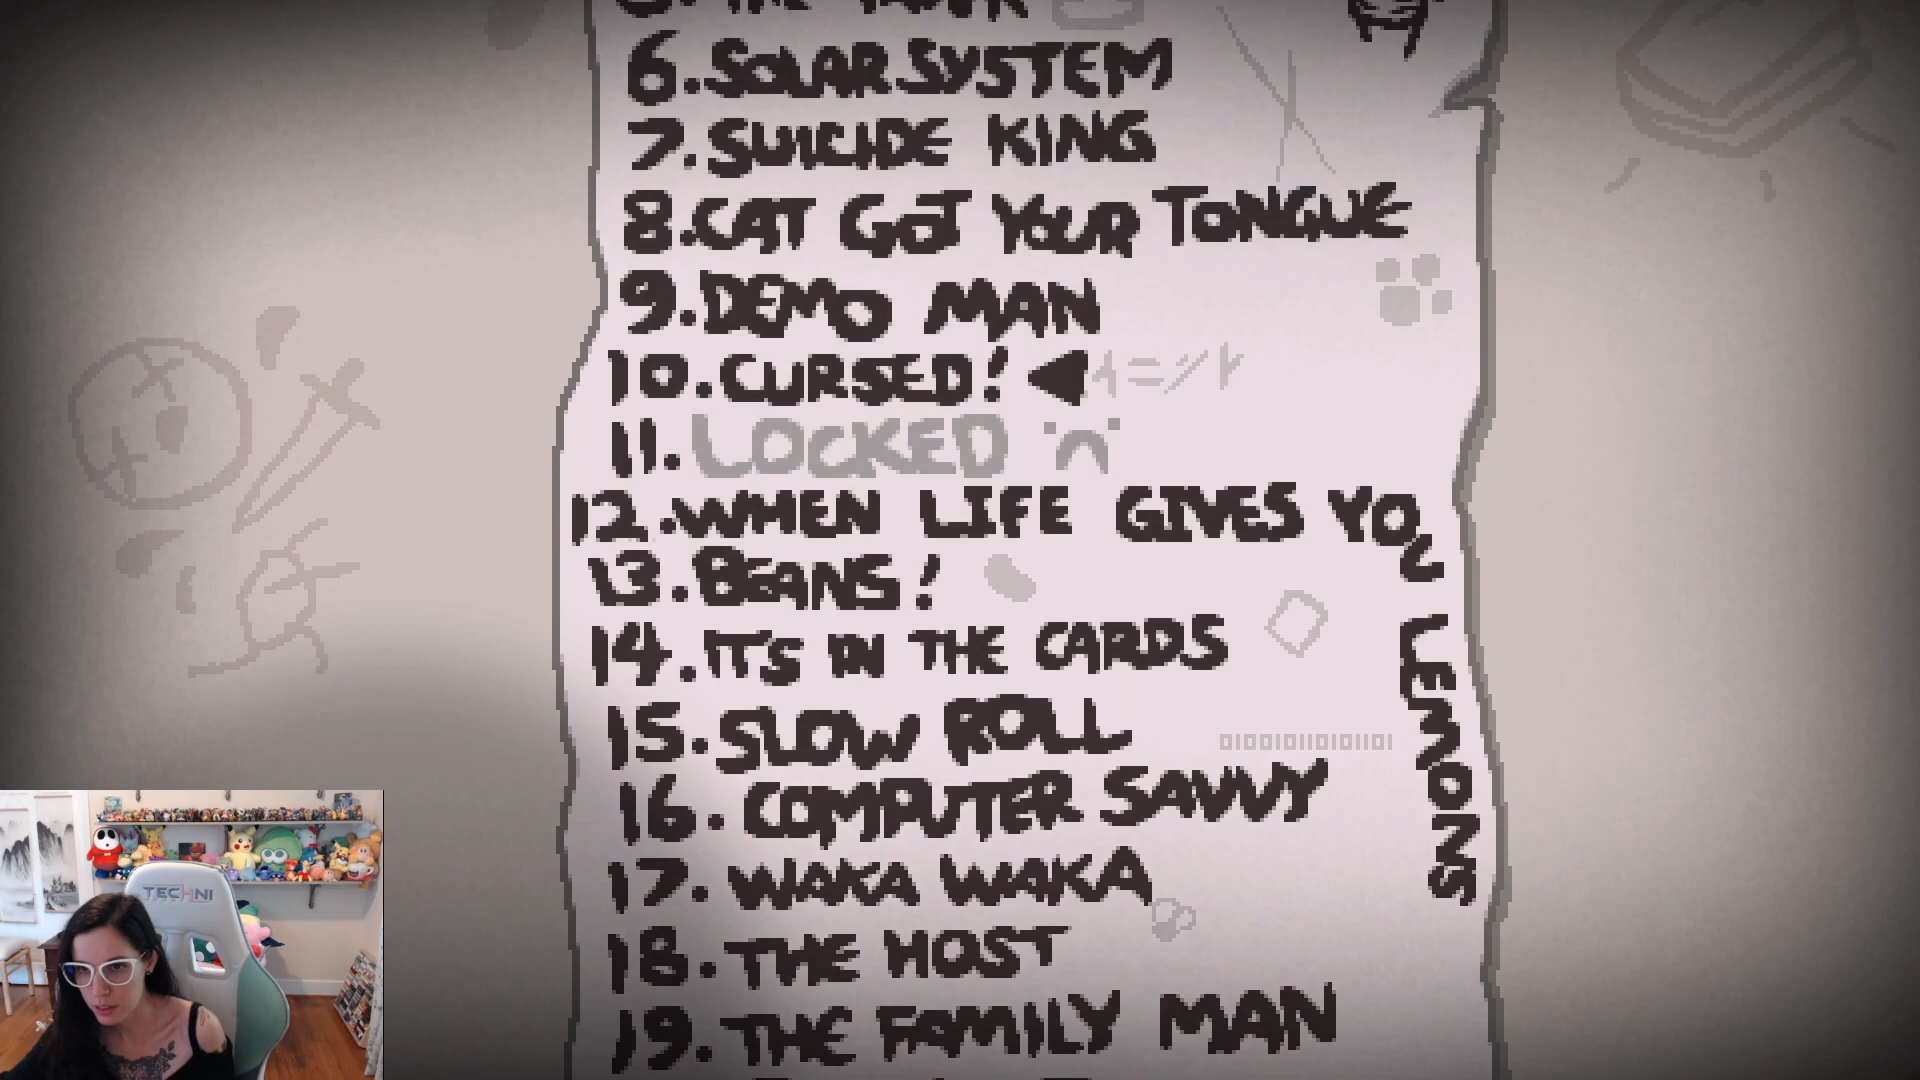 6. SOLAR SYSTEM
7. SUICIDE KING
8. CAT GOT YOUR TONGUE
9. DEMO MAN
10. CURSED!
11. LOCKED
12. WHEN LIFE GIVES YOU LEMONS
13. BEANS!
14. IT'S IN THE CARDS
15. SLOW ROLL
16. COMPUTER SAVVY
17. WAKA WAKA
18. THE HOST
19. THE FAMILY MAN
TECHNI